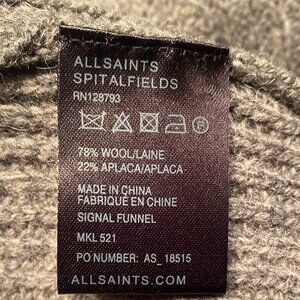 ALLSAINTS
SPITALFIELDS
RN128793
78% WOOL/LAINE
22% APLACA/APLACA
MADE IN CHINA
FABRIQUÉ EN CHINE
SIGNAL FUNNEL
MKL 521
PO NUMBER: AS_18515
ALLSAINTS.COM